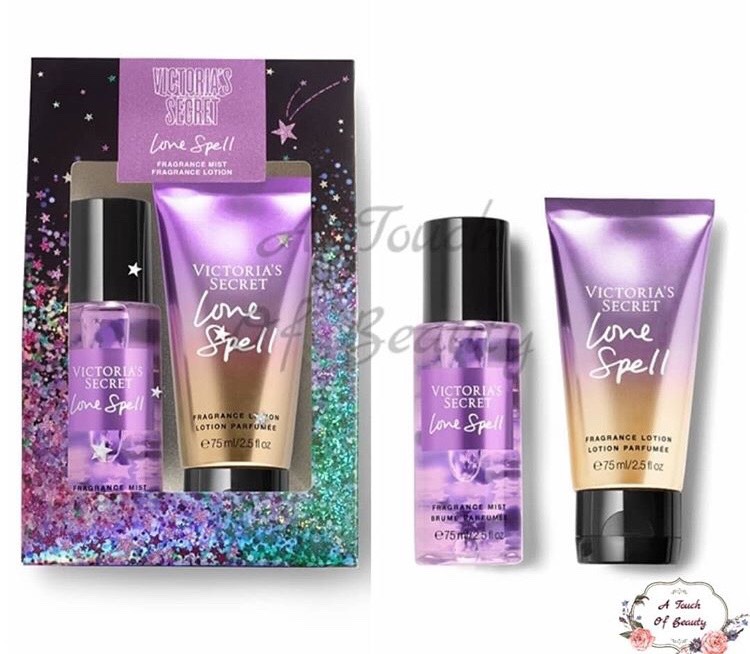 VICTORIA'S
SECRET
Love Spell
FRAGRANCE MIST
FRAGRANCE LOTION
VICTORIA'S
SECRET
Love Spell
FRAGRANCE MIST
VICTORIA'S
SECRET
Love
Spell
FRAGRANCE LOTION
LOTION PARFUMÉE
℮75 ml/2.5 fl oz
A Touch
Of Beauty
VICTORIA'S
SECRET
Love Spell
FRAGRANCE MIST
BRUME PARFUMÉE
℮75 ml/2.5 fl oz
VICTORIA'S
SECRET
Love
Spell
FRAGRANCE LOTION
LOTION PARFUMÉE
℮75 ml/2.5 fl oz
A Touch
Of Beauty